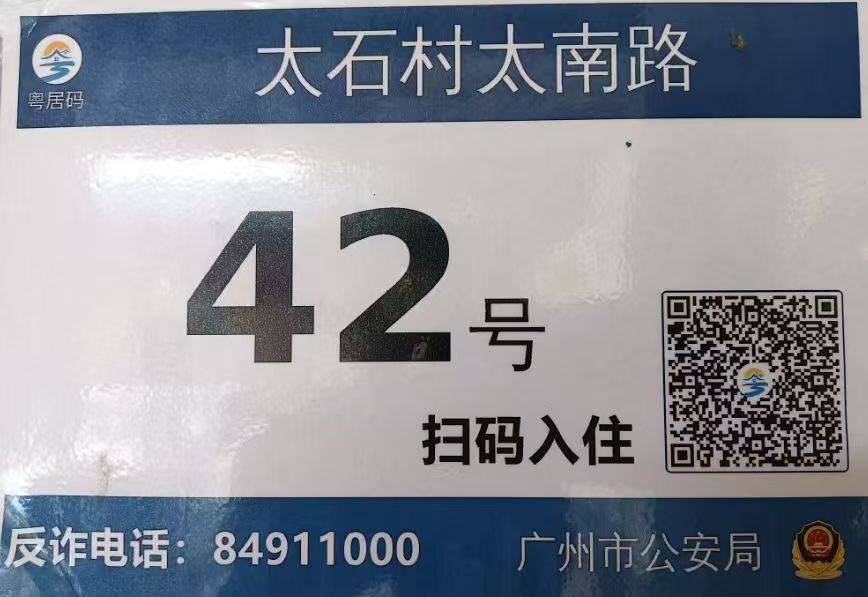 太石村太南路
粤居码
42号
扫码入住
反诈电话：84911000
广州市公安局